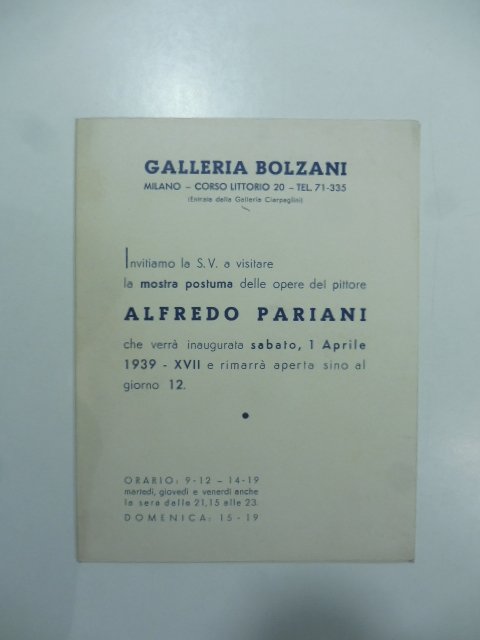 GALLERIA BOLZANI
MILANO – CORSO LITTORIO 20 – TEL. 71-335
(Entrata dalla Galleria Ciarpaglini)
Invitiamo la S.V. a visitare
la mostra postuma delle opere del pittore
ALFREDO PARIANI
che verrà inaugurata sabato, 1 Aprile
1939 - XVII e rimarrà aperta sino al
giorno 12.
ORARIO: 9-12 – 14-19
martedì, giovedì e venerdì anche
la sera dalle 21,15 alle 23.
DOMENICA: 15-19